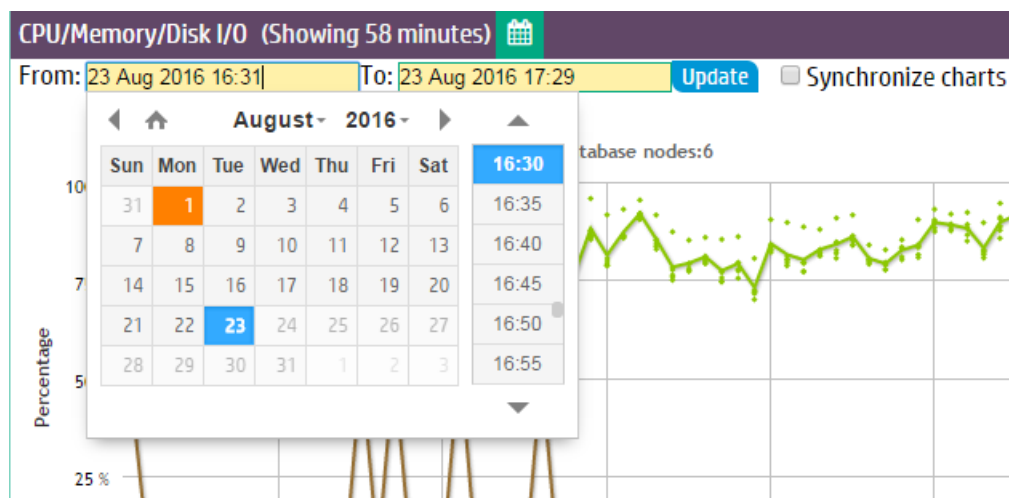 CPU/Memory/Disk I/O (Showing 58 minutes)
From: 23 Aug 2016 16:31 To: 23 Aug 2016 17:29 Update Synchronize charts
August 2016
tabase nodes:6
Sun Mon Tue Wed Thu Fri Sat 16:30
31 1 2 3 4 5 6 16:35
7 8 9 10 11 12 13 16:40
14 15 16 17 18 19 20 16:45
21 22 23 24 25 26 27 16:50
28 29 30 31 1 2 3 16:55
10
7
5
25 %
Percentage